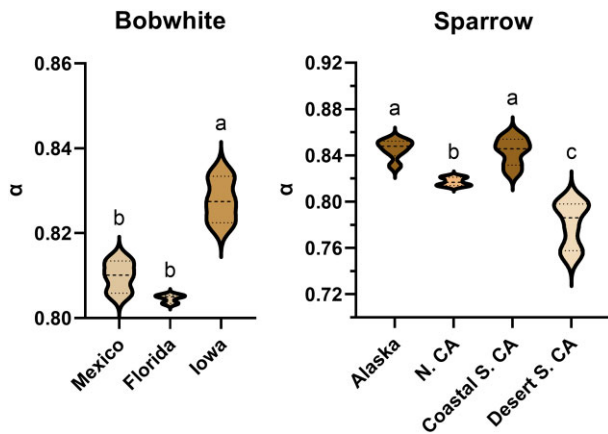 Bobwhite
0.86
0.84
0.82
0.80
α
b
b
a
Mexico
Florida
Iowa
Sparrow
0.92
0.88
0.84
0.80
0.76
0.72
α
a
b
a
c
Alaska
N. CA
Coastal S. CA
Desert S. CA